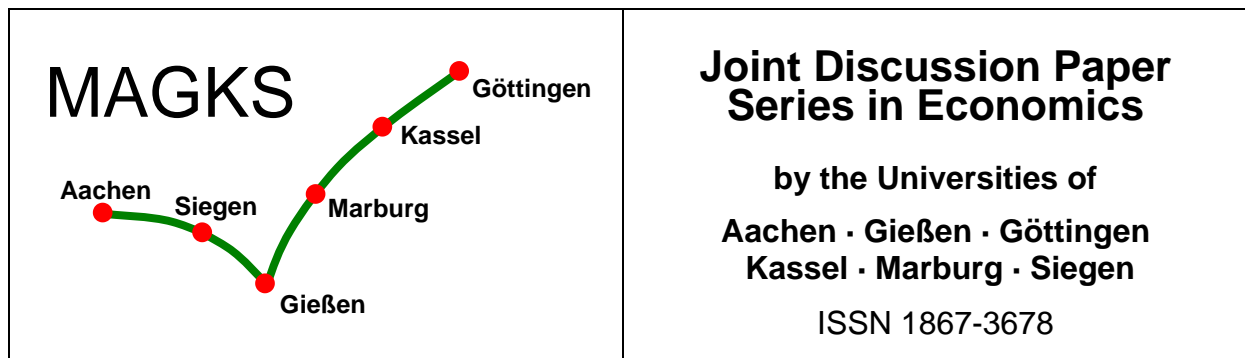 MAGKS
Göttingen
Kassel
Aachen
Siegen
Marburg
Gießen
Joint Discussion Paper
Series in Economics
by the Universities of
Aachen · Gießen · Göttingen
Kassel · Marburg · Siegen
ISSN 1867-3678